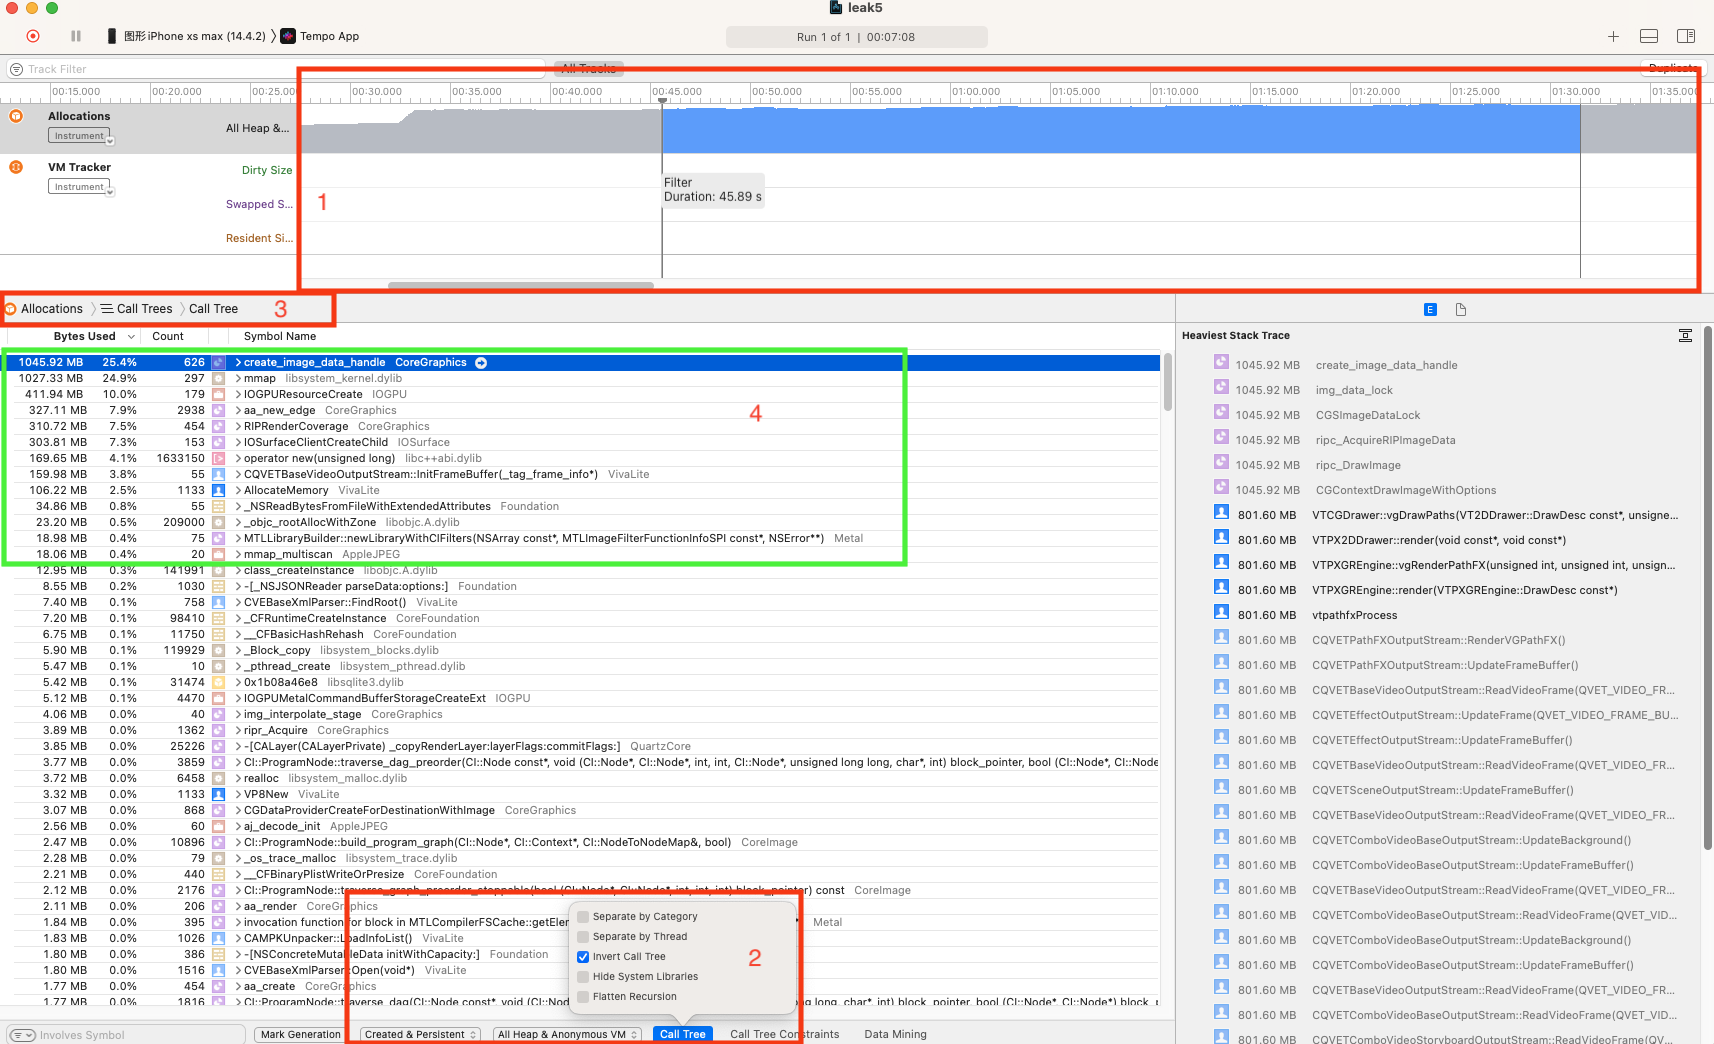 leak5
图形iPhone xs max (14.4.2) Tempo App
Run 1 of 1 | 00:07:08
Track Filter
All Tracks
Duplicate
00:15.000 00:20.000 00:25.000 00:30.000 00:35.000 00:40.000 00:45.000 00:50.000 00:55.000 01:00.000 01:05.000 01:10.000 01:15.000 01:20.000 01:25.000 01:30.000 01:35.000
Allocations
Instrument
All Heap &...
VM Tracker
Instrument
Dirty Size
Swapped S...
Resident Si...
1
Filter
Duration: 45.89 s
Allocations Call Trees Call Tree 3
Bytes Used Count Symbol Name
1045.92 MB 25.4% 626 create_image_data_handle CoreGraphics
1027.33 MB 24.9% 297 mmap libsystem_kernel.dylib
411.94 MB 10.0% 179 IOGPUResourceCreate IOGPU
327.11 MB 7.9% 2938 aa_new_edge CoreGraphics
4
310.72 MB 7.5% 454 RIPRenderCoverage CoreGraphics
303.81 MB 7.3% 153 IOSurfaceClientCreateChild IOSurface
169.65 MB 4.1% 1633150 operator new(unsigned long) libc++abi.dylib
159.98 MB 3.8% 55 CQVETBaseVideoOutputStream::InitFrameBuffer(_tag_frame_info*) VivaLite
106.22 MB 2.5% 1133 AllocateMemory VivaLite
34.86 MB 0.8% 55 _NSReadBytesFromFileWithExtendedAttributes Foundation
23.20 MB 0.5% 209000 _objc_rootAllocWithZone libobjc.A.dylib
18.98 MB 0.4% 75 MTLLibraryBuilder::newLibraryWithCIFilters(NSArray const*, MTLImageFilterFunctionInfoSPI const*, NSError**) Metal
18.06 MB 0.4% 20 mmap_multiscan AppleJPEG
12.95 MB 0.3% 141991 class_createInstance libobjc.A.dylib
8.55 MB 0.2% 1030 -[_NSJSONReader parseData:options:] Foundation
7.40 MB 0.1% 758 CVEBaseXmlParser::FindRoot() VivaLite
7.20 MB 0.1% 98410 _CFRuntimeCreateInstance CoreFoundation
6.75 MB 0.1% 11750 __CFBasicHashRehash CoreFoundation
5.90 MB 0.1% 119929 _Block_copy libsystem_blocks.dylib
5.47 MB 0.1% 10 _pthread_create libsystem_pthread.dylib
5.42 MB 0.1% 31474 0x1b08a46e8 libsqlite3.dylib
5.12 MB 0.1% 4470 IOGPUMetalCommandBufferStorageCreateExt IOGPU
4.06 MB 0.0% 40 img_interpolate_stage CoreGraphics
3.89 MB 0.0% 1362 ripr_Acquire CoreGraphics
3.85 MB 0.0% 25226 -[CALayer(CALayerPrivate) _copyRenderLayer:layerFlags:commitFlags:] QuartzCore
3.77 MB 0.0% 3859 CI::ProgramNode::traverse_dag_preorder(CI::Node const*, void (CI::Node*, CI::Node*, int, int, CI::Node*, unsigned long long, char*, int) block_pointer, bool (CI::Node*, CI::Node
3.72 MB 0.0% 6458 realloc libsystem_malloc.dylib
3.32 MB 0.0% 1133 VP8New VivaLite
3.07 MB 0.0% 868 CGDataProviderCreateForDestinationWithImage CoreGraphics
2.56 MB 0.0% 60 aj_decode_init AppleJPEG
2.47 MB 0.0% 10896 CI::ProgramNode::build_program_graph(CI::Node*, CI::Context*, CI::NodeToNodeMap&, bool) CoreImage
2.28 MB 0.0% 79 _os_trace_malloc libsystem_trace.dylib
2.21 MB 0.0% 440 __CFBinaryPlistWriteOrPresize CoreFoundation
2.12 MB 0.0% 2176 CI::ProgramNode::traverse_graph_preorder_stoppable(bool (CI::Node*, CI::Node*, int, int, int) block_pointer) const CoreImage
2.11 MB 0.0% 206 aa_render CoreGraphics
1.84 MB 0.0% 395 invocation function for block in MTLCompilerFSCache::getElem Metal
1.83 MB 0.0% 1026 CAMPKUnpacker::LoadInfoList() VivaLite
1.80 MB 0.0% 386 -[NSConcreteMutableData initWithCapacity:] Foundation
1.80 MB 0.0% 1516 CVEBaseXmlParser::Open(void*) VivaLite
1.77 MB 0.0% 454 aa_create CoreGraphics
1.77 MB 0.0% 1816 CI::ProgramNode::traverse_dag(CI::Node const*, void (CI::N long long, char*, int) block_pointer, bool (CI::Node*, CI::Node*) block_p
Separate by Category
Separate by Thread
Invert Call Tree
2
Hide System Libraries
Flatten Recursion
Involves Symbol Mark Generation Created & Persistent All Heap & Anonymous VM Call Tree Call Tree Constraints Data Mining
E
Heaviest Stack Trace
1045.92 MB create_image_data_handle
1045.92 MB img_data_lock
1045.92 MB CGSImageDataLock
1045.92 MB ripc_AcquireRIPImageData
1045.92 MB ripc_DrawImage
1045.92 MB CGContextDrawImageWithOptions
801.60 MB VTCGDrawer::vgDrawPaths(VT2DDrawer::DrawDesc const*, unsigne...
801.60 MB VTPX2DDrawer::render(void const*, void const*)
801.60 MB VTPXGREngine::vgRenderPathFX(unsigned int, unsigned int, unsign...
801.60 MB VTPXGREngine::render(VTPXGREngine::DrawDesc const*)
801.60 MB vtpathfxProcess
801.60 MB CQVETPathFXOutputStream::RenderVGPathFX()
801.60 MB CQVETPathFXOutputStream::UpdateFrameBuffer()
801.60 MB CQVETBaseVideoOutputStream::ReadVideoFrame(QVET_VIDEO_FR...
801.60 MB CQVETEffectOutputStream::UpdateFrame(QVET_VIDEO_FRAME_BU...
801.60 MB CQVETEffectOutputStream::UpdateFrameBuffer()
801.60 MB CQVETBaseVideoOutputStream::ReadVideoFrame(QVET_VIDEO_FR...
801.60 MB CQVETSceneOutputStream::UpdateFrameBuffer()
801.60 MB CQVETBaseVideoOutputStream::ReadVideoFrame(QVET_VIDEO_FR...
801.60 MB CQVETComboVideoBaseOutputStream::UpdateBackground()
801.60 MB CQVETComboVideoBaseOutputStream::UpdateFrameBuffer()
801.60 MB CQVETBaseVideoOutputStream::ReadVideoFrame(QVET_VIDEO_FR...
801.60 MB CQVETComboVideoBaseOutputStream::ReadVideoFrame(QVET_VID...
801.60 MB CQVETComboVideoBaseOutputStream::UpdateBackground()
801.60 MB CQVETComboVideoBaseOutputStream::UpdateFrameBuffer()
801.60 MB CQVETBaseVideoOutputStream::ReadVideoFrame(QVET_VIDEO_FR...
801.60 MB CQVETComboVideoBaseOutputStream::ReadVideoFrame(QVET_VID...
801.60 MB CQVETComboVideoStoryboardOutputStream::ReadVideoFrame(QV...